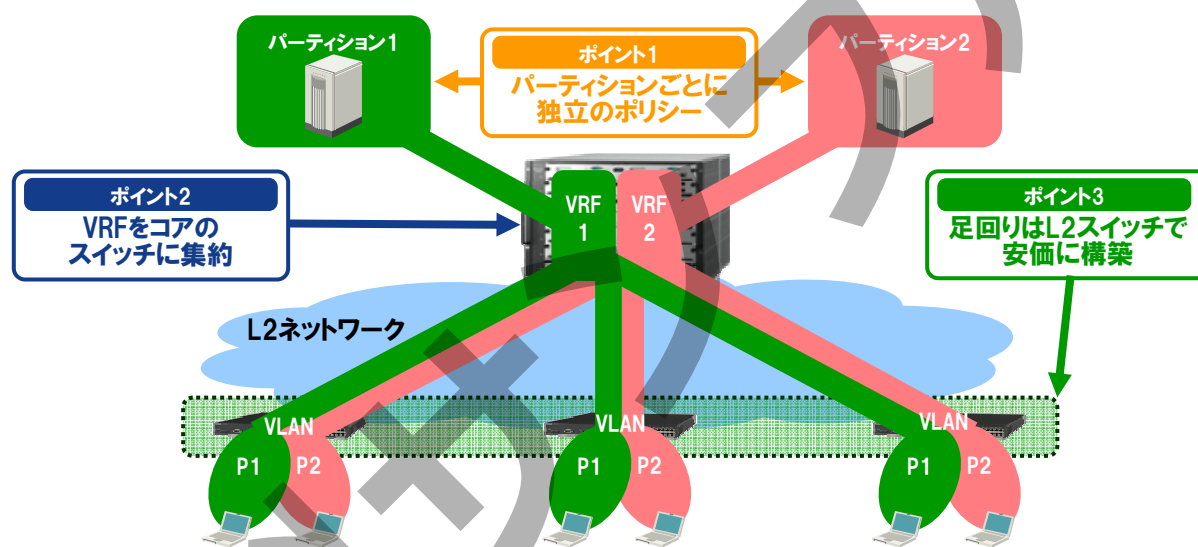 パーティション1
ポイント1
パーティションごとに
独立のポリシー
パーティション2
ポイント2
VRFをコアの
スイッチに集約
VRF
1
VRF
2
ポイント3
足回りはL2スイッチで
安価に構築
L2ネットワーク
VLAN
P1 P2
VLAN
P1 P2
VLAN
P1 P2